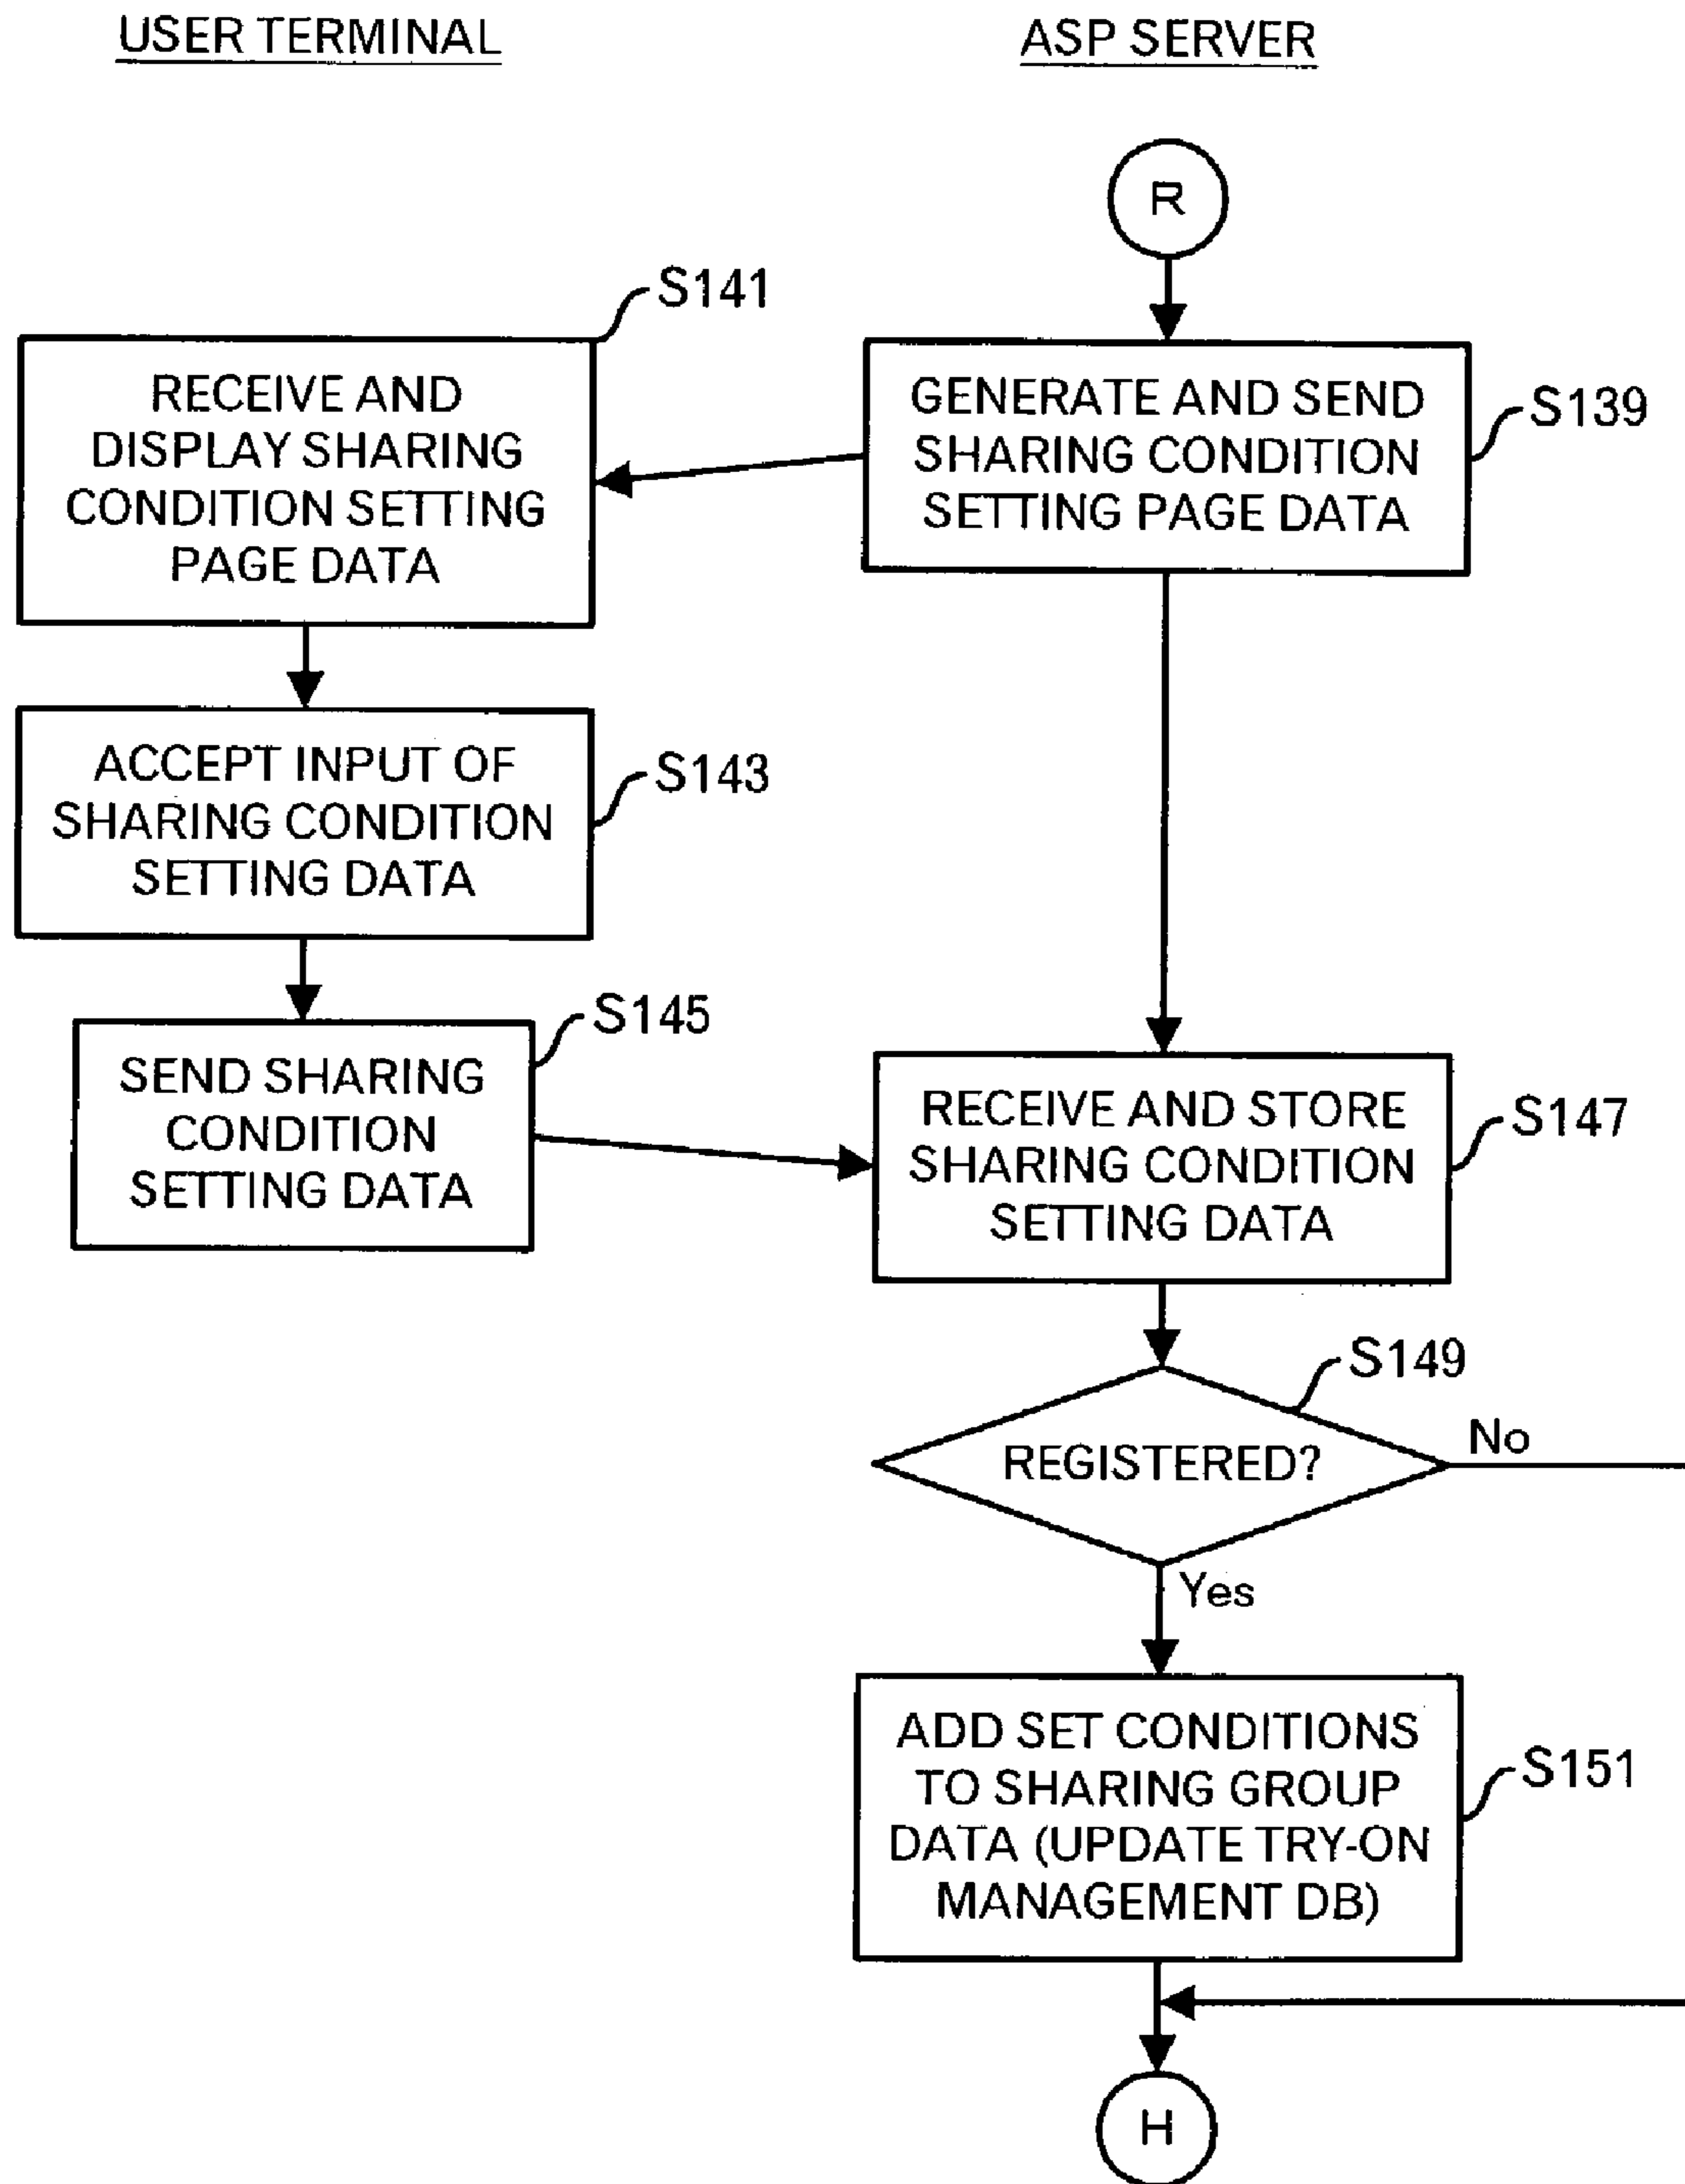 USER TERMINAL
ASP SERVER
R
S141
RECEIVE AND
DISPLAY SHARING
CONDITION SETTING
PAGE DATA
GENERATE AND SEND
SHARING CONDITION
SETTING PAGE DATA
S139
ACCEPT INPUT OF
SHARING CONDITION
SETTING DATA
S143
S145
SEND SHARING
CONDITION
SETTING DATA
RECEIVE AND STORE
SHARING CONDITION
SETTING DATA
S147
S149
REGISTERED?
No
Yes
ADD SET CONDITIONS
TO SHARING GROUP
DATA (UPDATE TRY-ON
MANAGEMENT DB)
S151
H